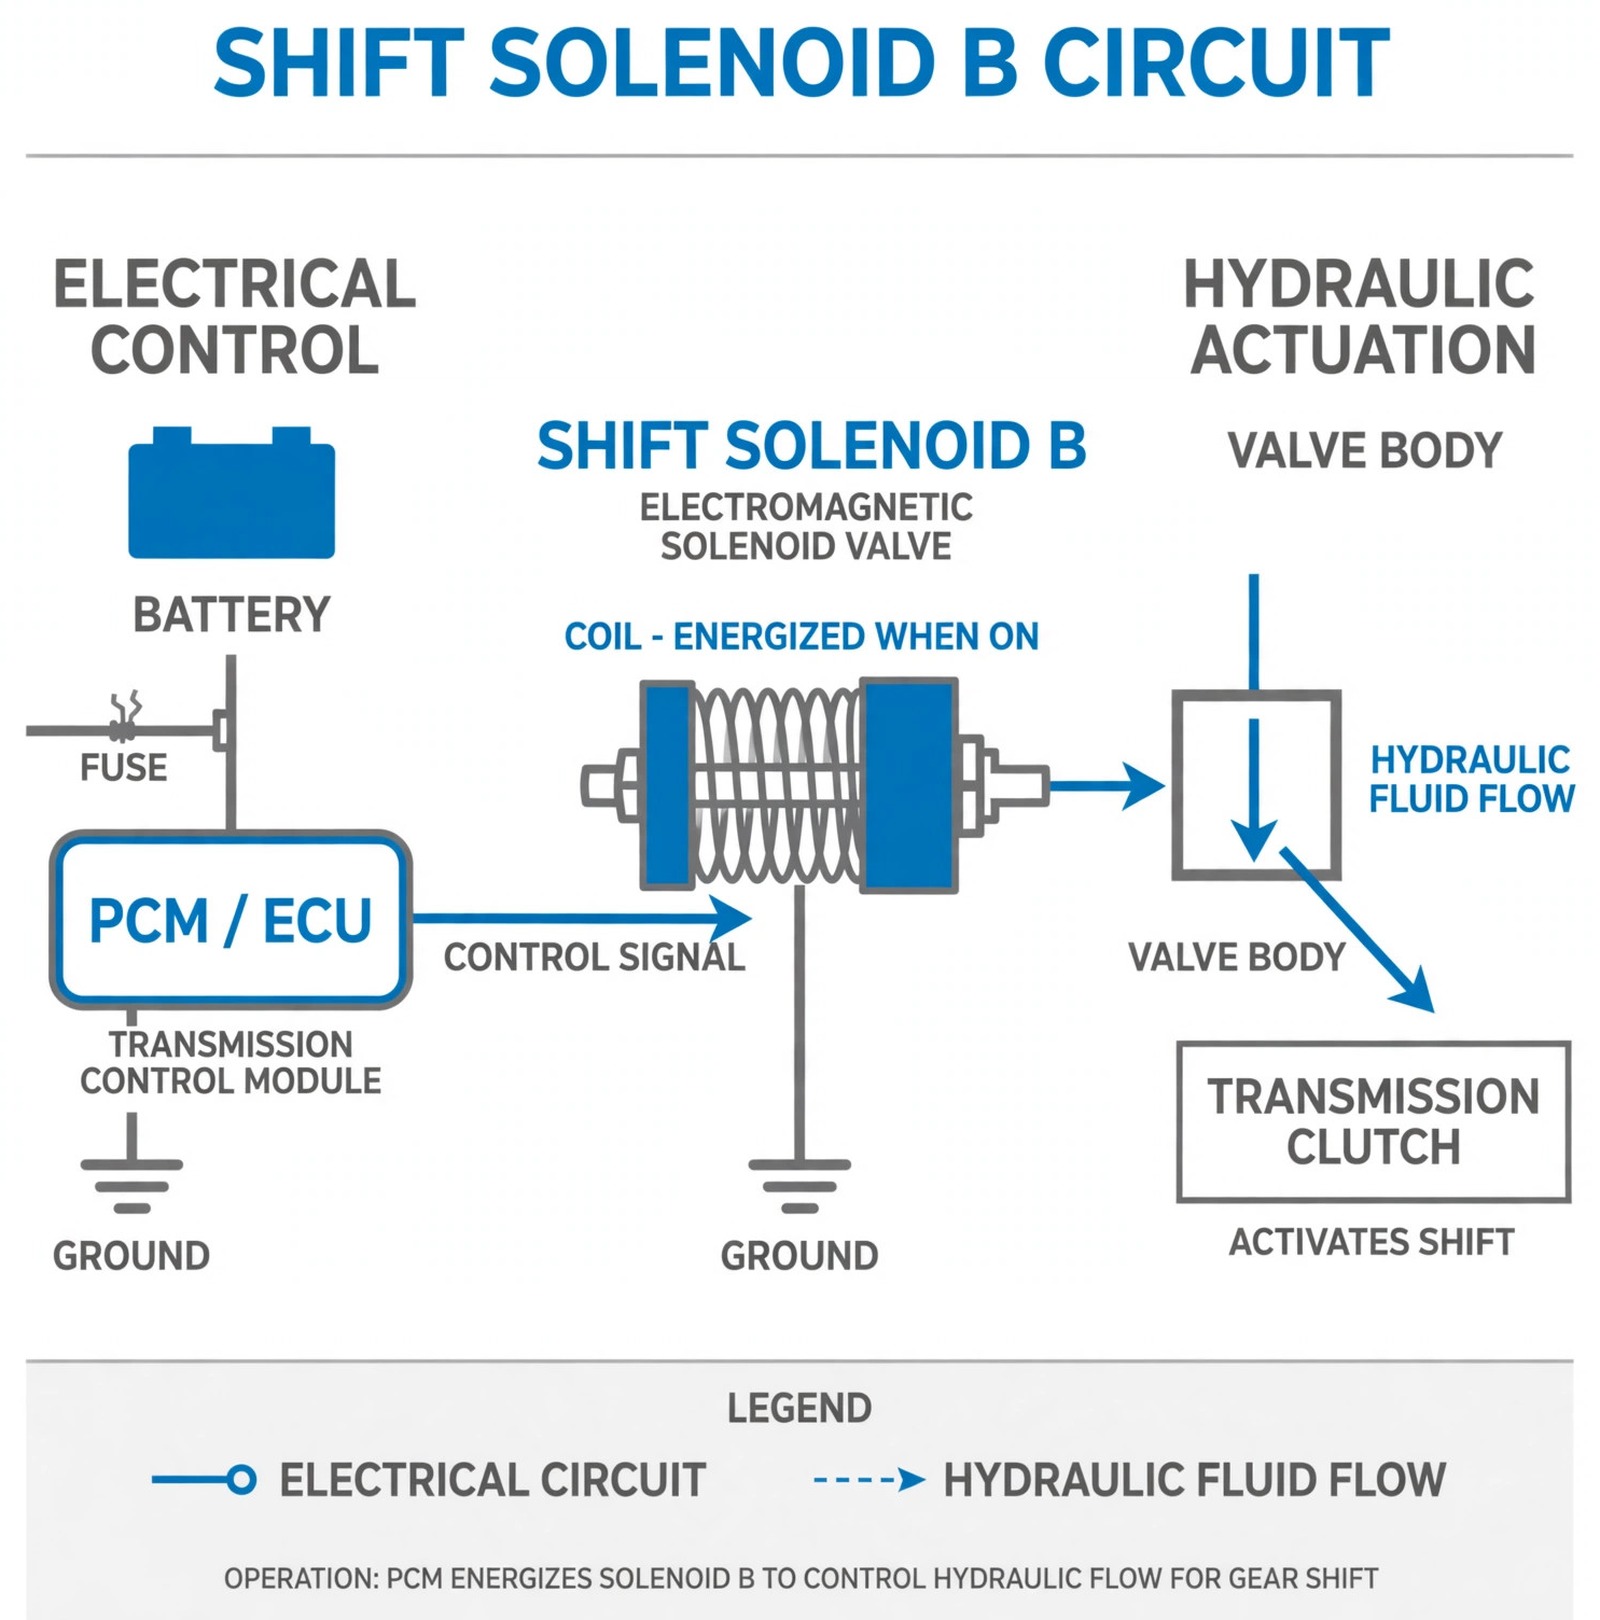 SHIFT SOLENOID B CIRCUIT
ELECTRICAL
CONTROL
BATTERY
FUSE
PCM / ECU
TRANSMISSION
CONTROL MODULE
GROUND
CONTROL SIGNAL
SHIFT SOLENOID B
ELECTROMAGNETIC
SOLENOID VALVE
COIL - ENERGIZED WHEN ON
GROUND
HYDRAULIC
ACTUATION
VALVE BODY
HYDRAULIC
FLUID FLOW
VALVE BODY
TRANSMISSION
CLUTCH
ACTIVATES SHIFT
LEGEND
ELECTRICAL CIRCUIT
HYDRAULIC FLUID FLOW
OPERATION: PCM ENERGIZES SOLENOID B TO CONTROL HYDRAULIC FLOW FOR GEAR SHIFT